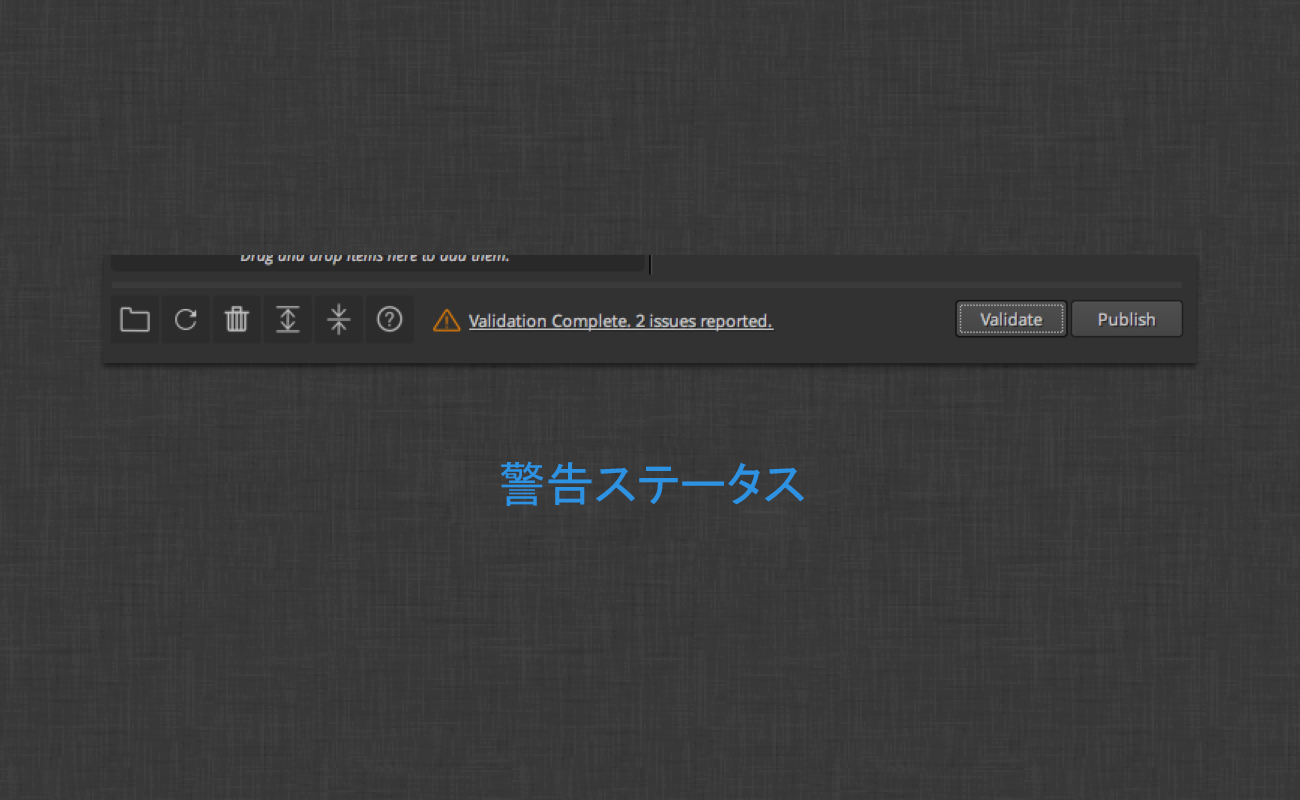 Drag and drop items here to add them.
Validation Complete. 2 issues reported.
Validate
Publish
警告ステータス